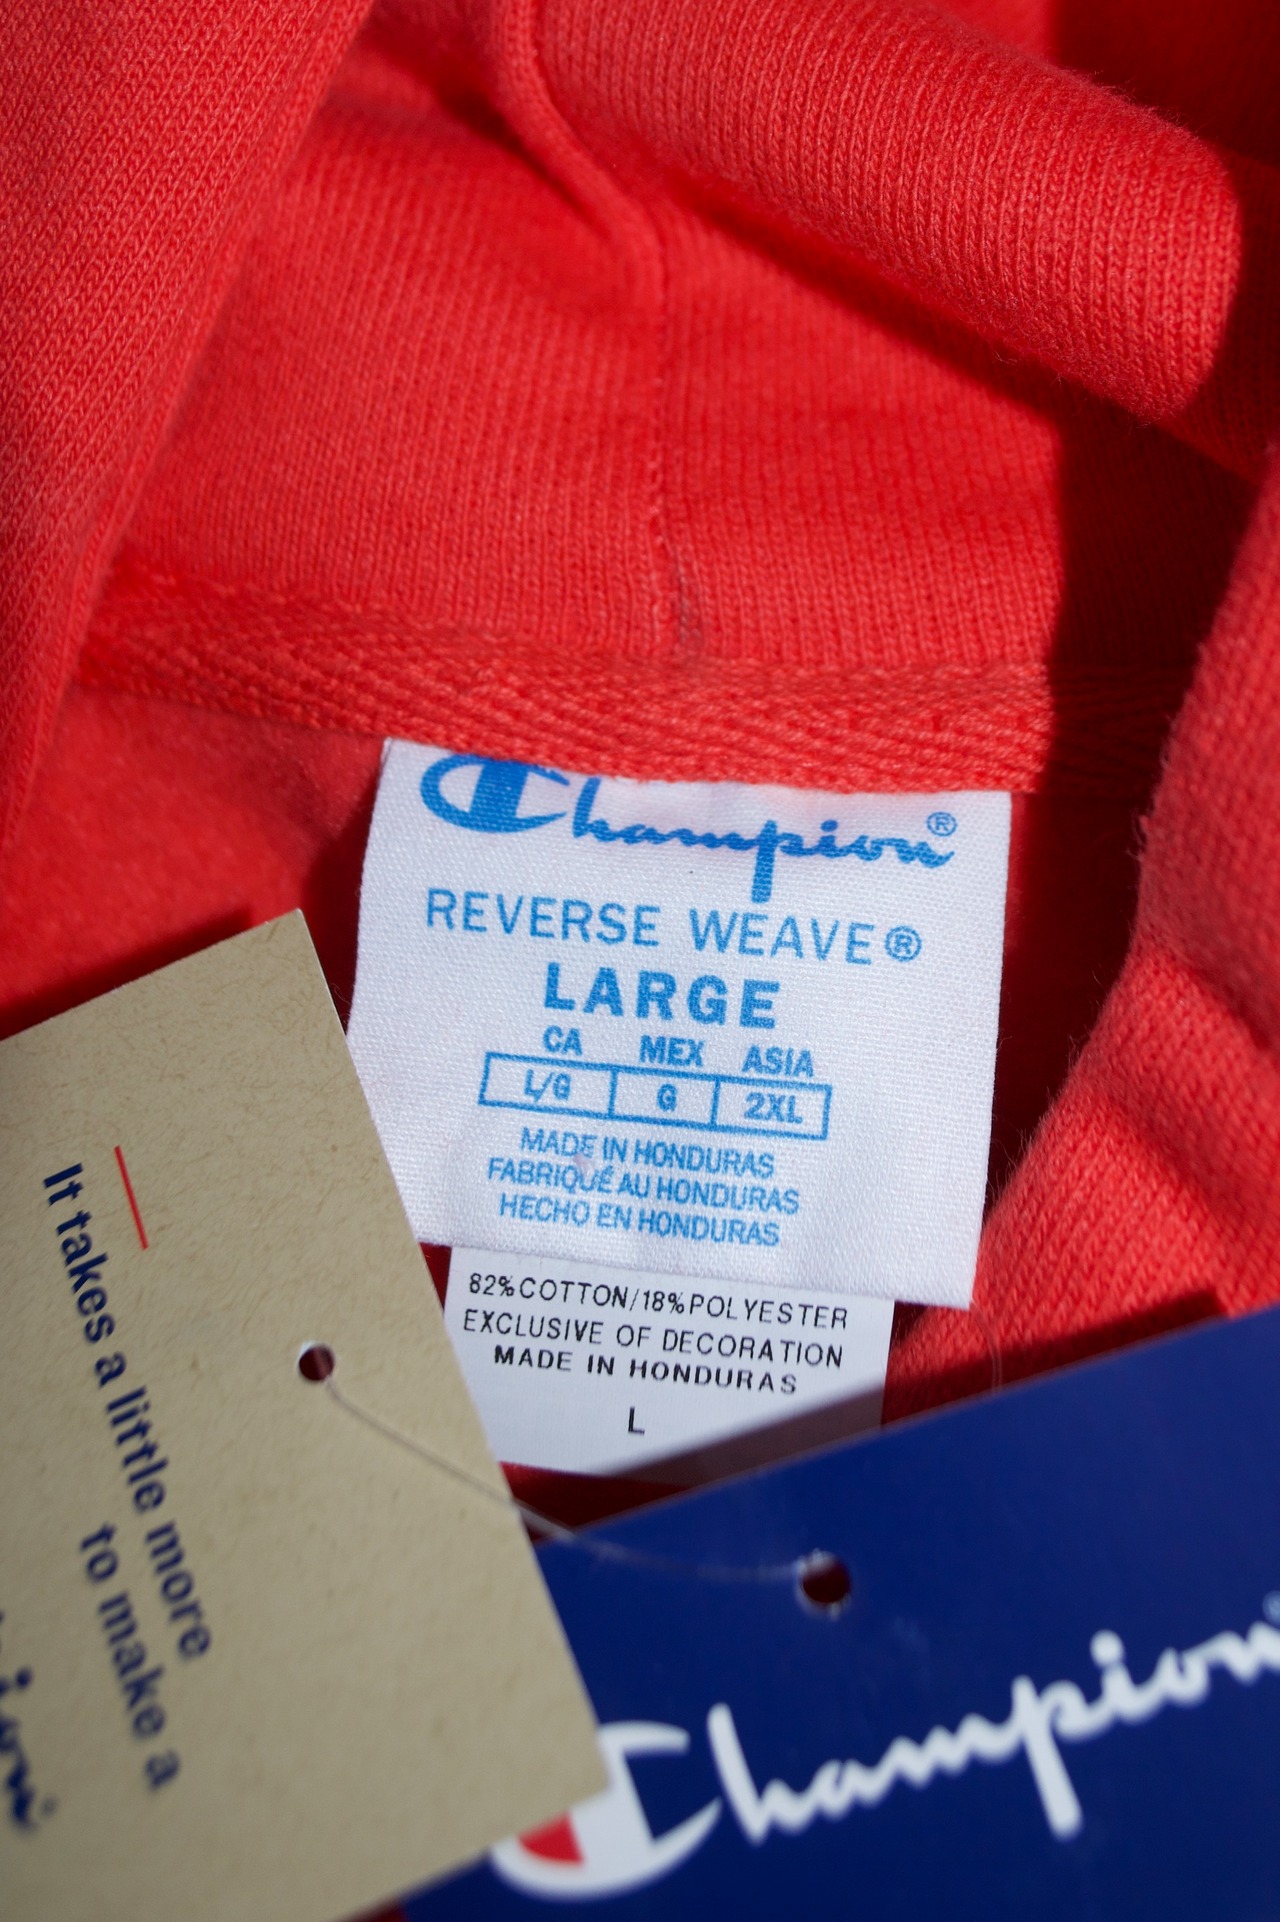 Champion®
REVERSE WEAVE®
LARGE
CA MEX ASIA
L/G G 2XL
MADE IN HONDURAS
FABRIQUÉ AU HONDURAS
HECHO EN HONDURAS
82%COTTON/18%POLYESTER
EXCLUSIVE OF DECORATION
MADE IN HONDURAS
L
It takes a little more
to make a
Champion